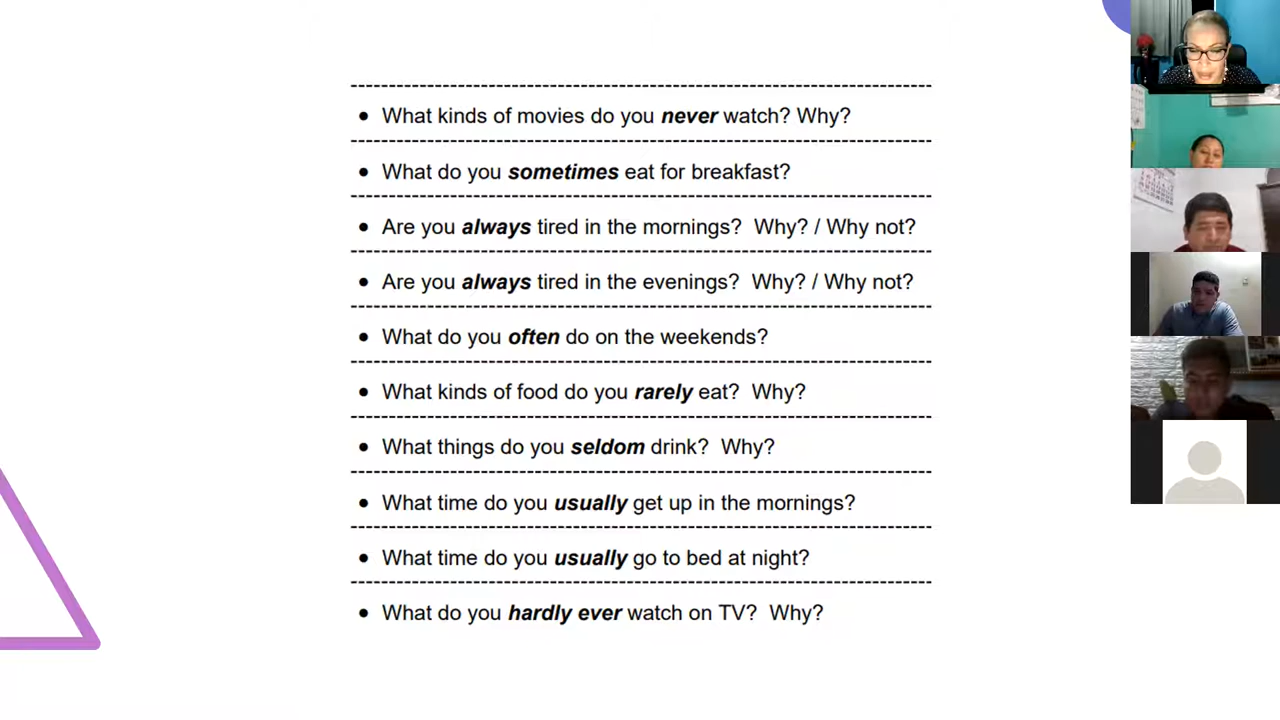 • What kinds of movies do you never watch? Why?
• What do you sometimes eat for breakfast?
• Are you always tired in the mornings? Why? / Why not?
• Are you always tired in the evenings? Why? / Why not?
• What do you often do on the weekends?
• What kinds of food do you rarely eat? Why?
• What things do you seldom drink? Why?
• What time do you usually get up in the mornings?
• What time do you usually go to bed at night?
• What do you hardly ever watch on TV? Why?